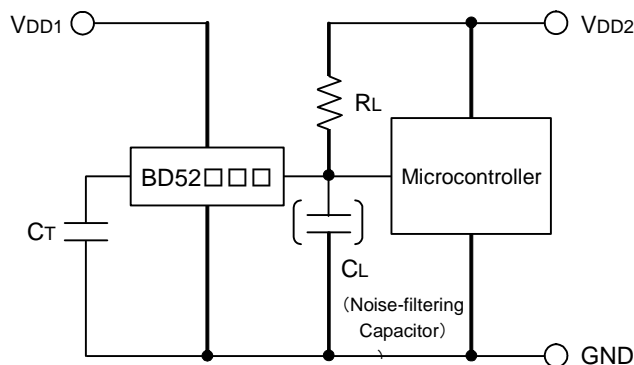 VDD1
VDD2
RL
BD52□□□
Microcontroller
CT
CL
（Noise-filtering
Capacitor）
GND